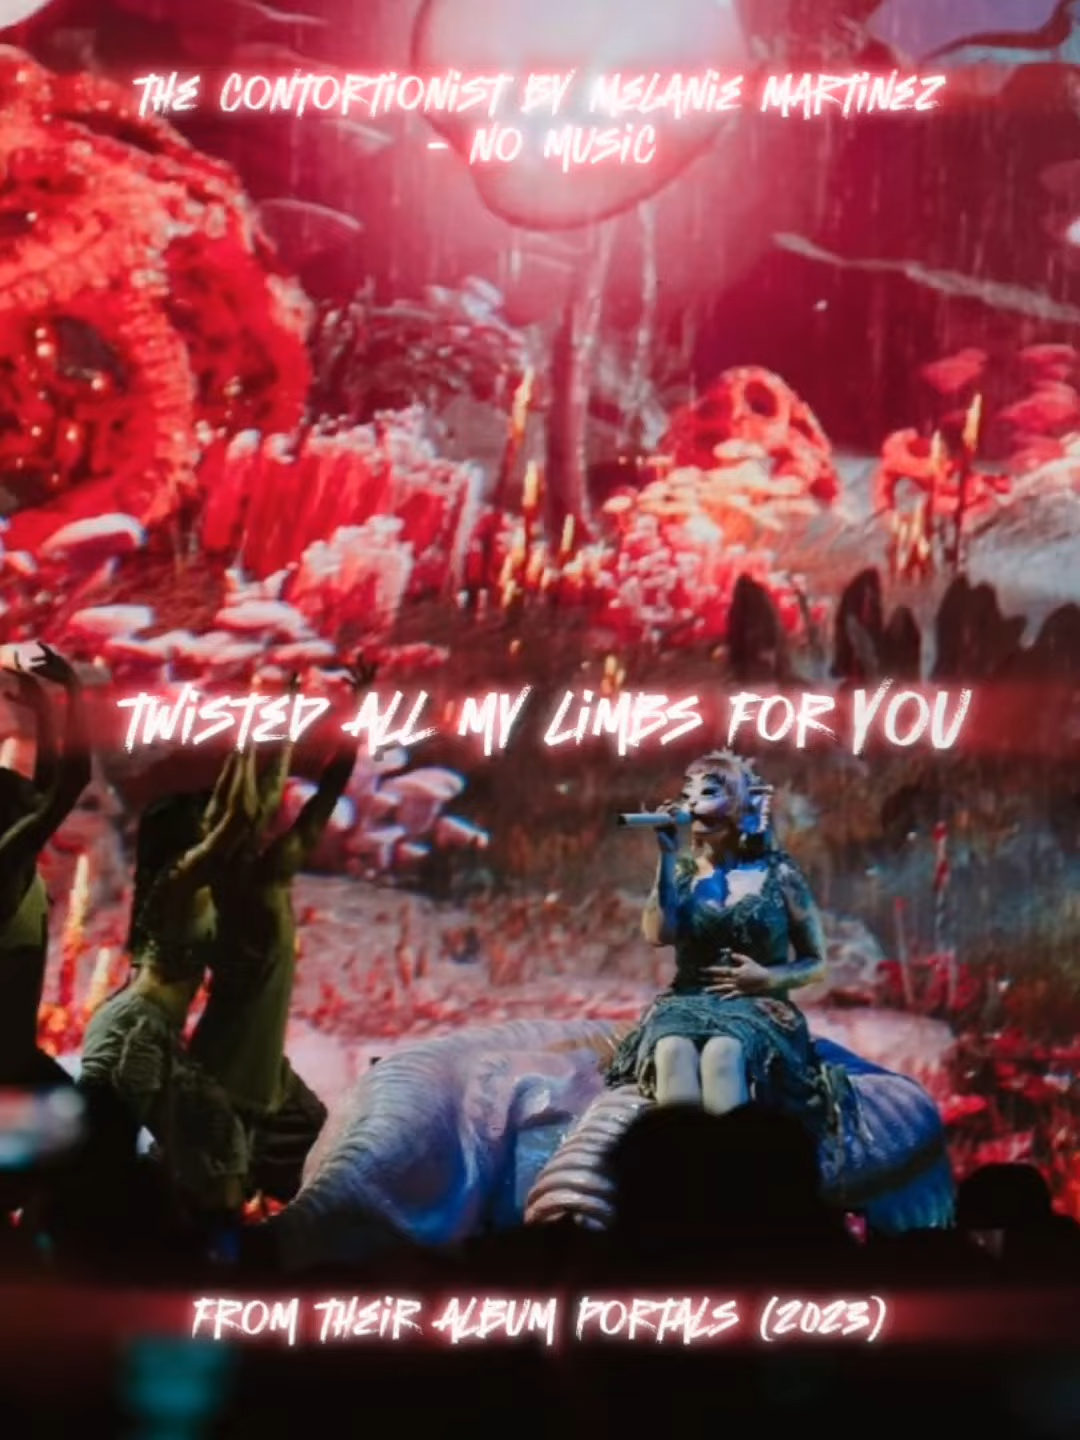 THE CONTORTIONIST BY MELANIE MARTINEZ
- NO MUSIC
TWISTED ALL MY LIMBS FOR YOU
FROM THEIR ALBUM PORTALS (2023)